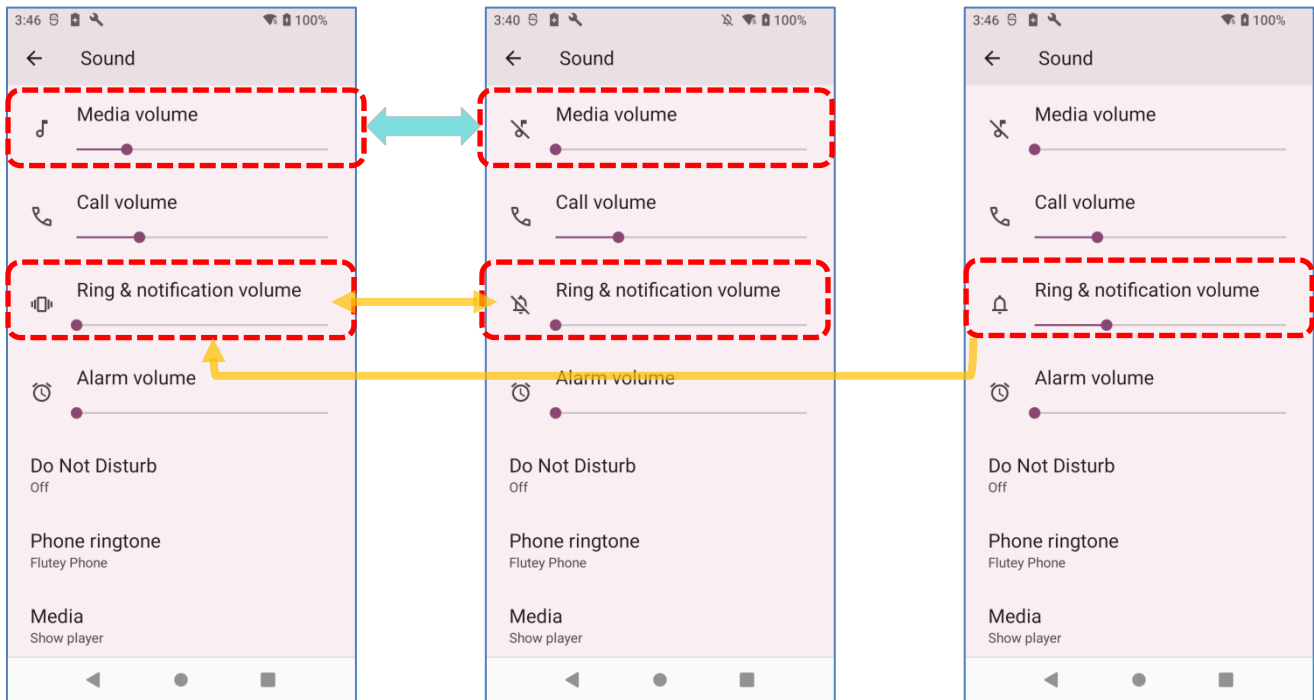 3:46 100%
Sound
Media volume
Call volume
Ring & notification volume
Alarm volume
Do Not Disturb
Off
Phone ringtone
Flutey Phone
Media
Show player
3:40 100%
Sound
Media volume
Call volume
Ring & notification volume
Alarm volume
Do Not Disturb
Off
Phone ringtone
Flutey Phone
Media
Show player
3:46 100%
Sound
Media volume
Call volume
Ring & notification volume
Alarm volume
Do Not Disturb
Off
Phone ringtone
Flutey Phone
Media
Show player